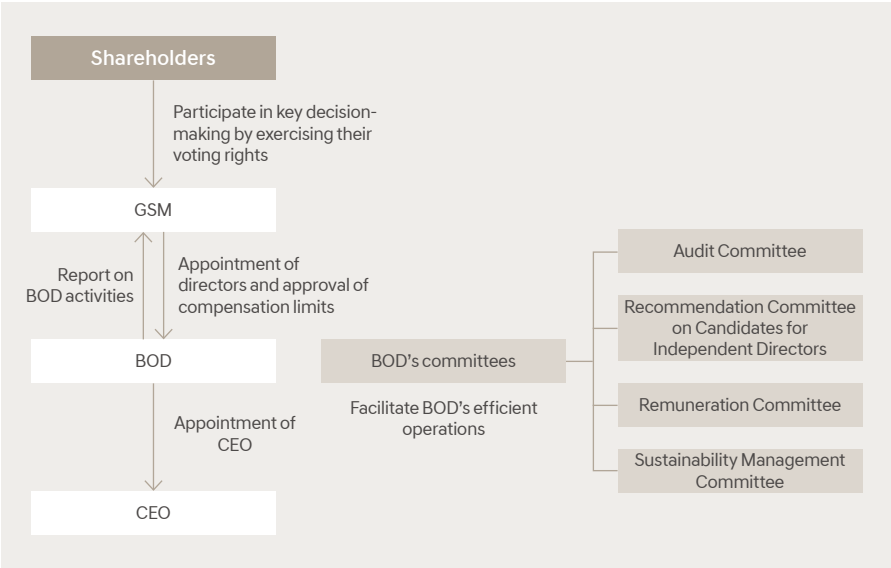 Shareholders
Participate in key decision-
making by exercising their
voting rights
GSM
Report on
BOD activities
Appointment of
directors and approval of
compensation limits
BOD
Appointment of
CEO
CEO
BOD's committees
Facilitate BOD's efficient
operations
Audit Committee
Recommendation Committee
on Candidates for
Independent Directors
Remuneration Committee
Sustainability Management
Committee